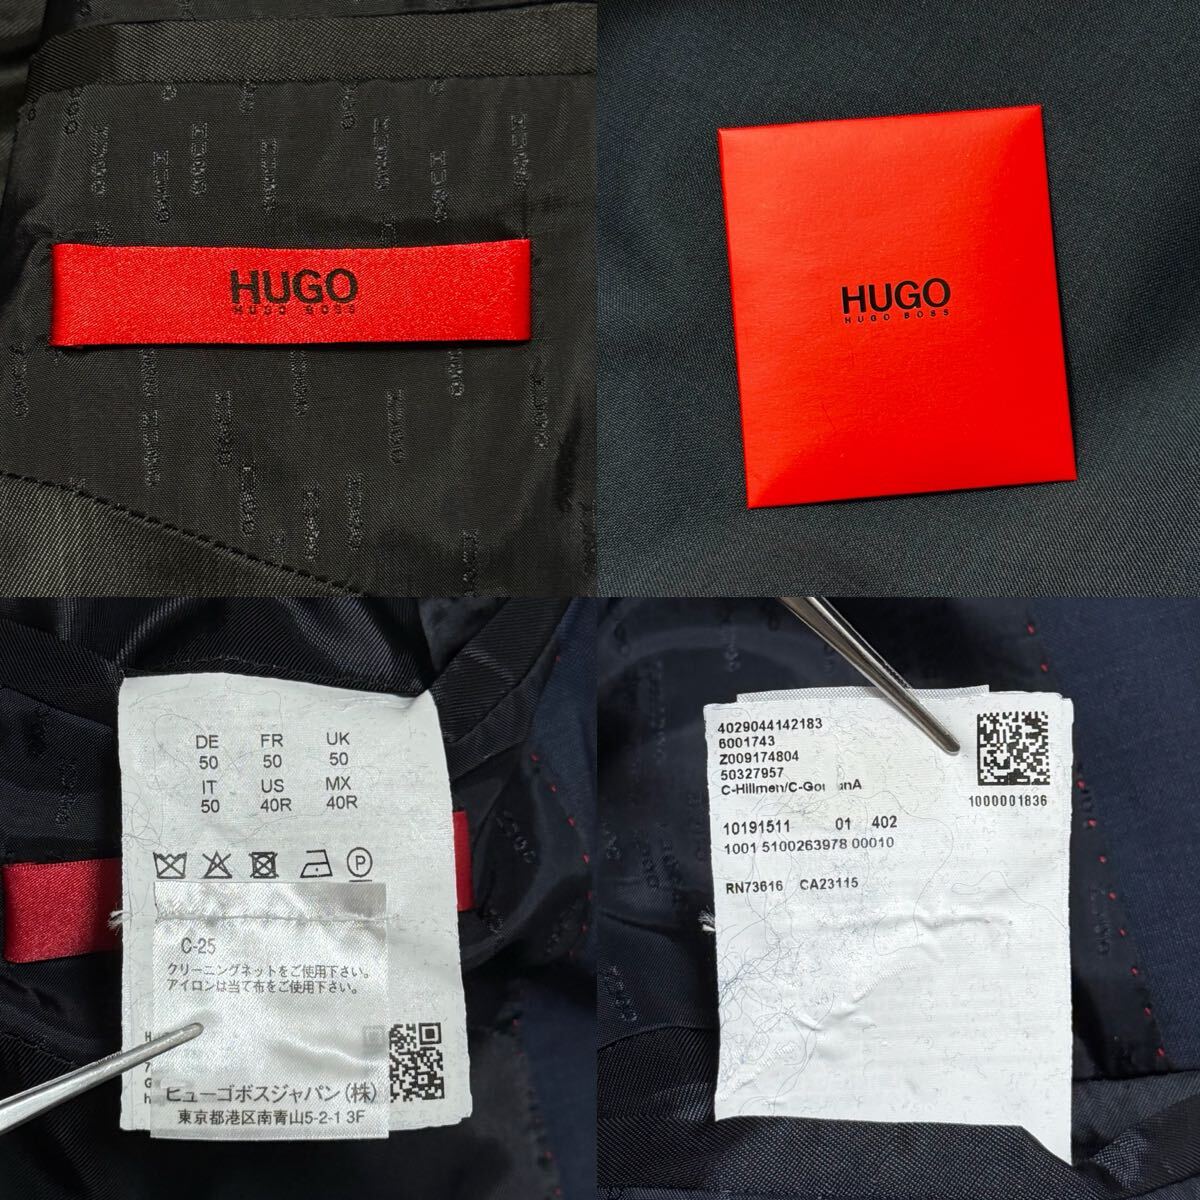 HUGO
HUGO BOSS
HUGO
HUGO BOSS
DE FR UK
50 50 50
IT US MX
50 40R 40R
C-25
クリーニングネットをご使用下さい。
アイロンは当て布をご使用下さい。
ヒューゴボスジャパン(株)
東京都港区南青山5-2-1 3F
4029044142183
6001743
Z009174804
50327957
1000001836
10191511 01 402
1001 5100263978 00010
RN73616 CA23115